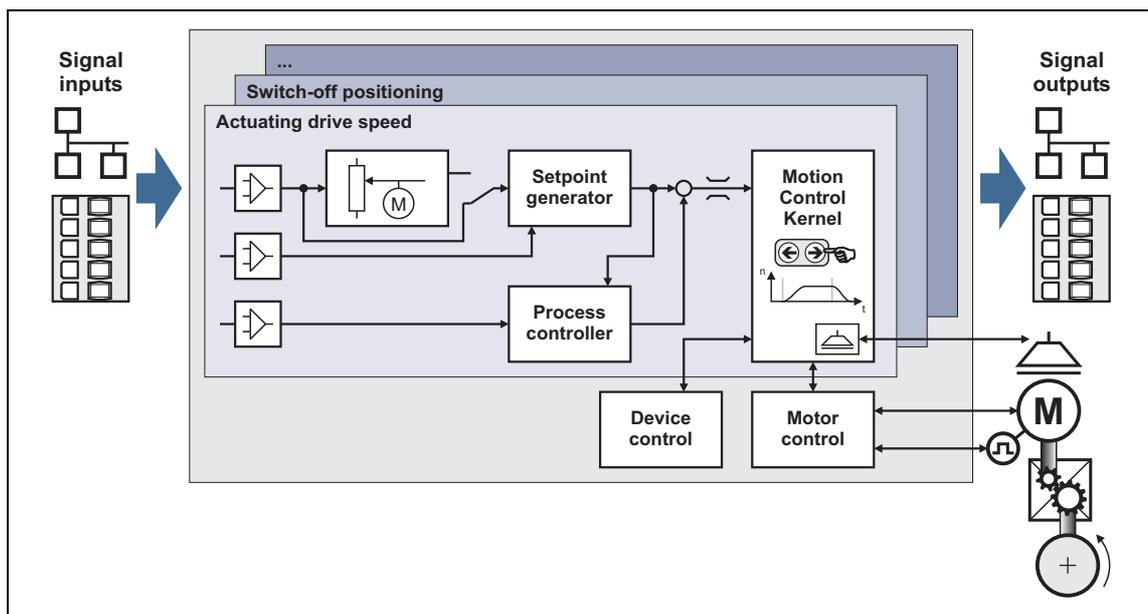 Signal
inputs
...
Switch-off positioning
Actuating drive speed
M
Setpoint
generator
Process
controller
Motion
Control
Kernel
n
t
Device
control
Motor
control
Signal
outputs
M